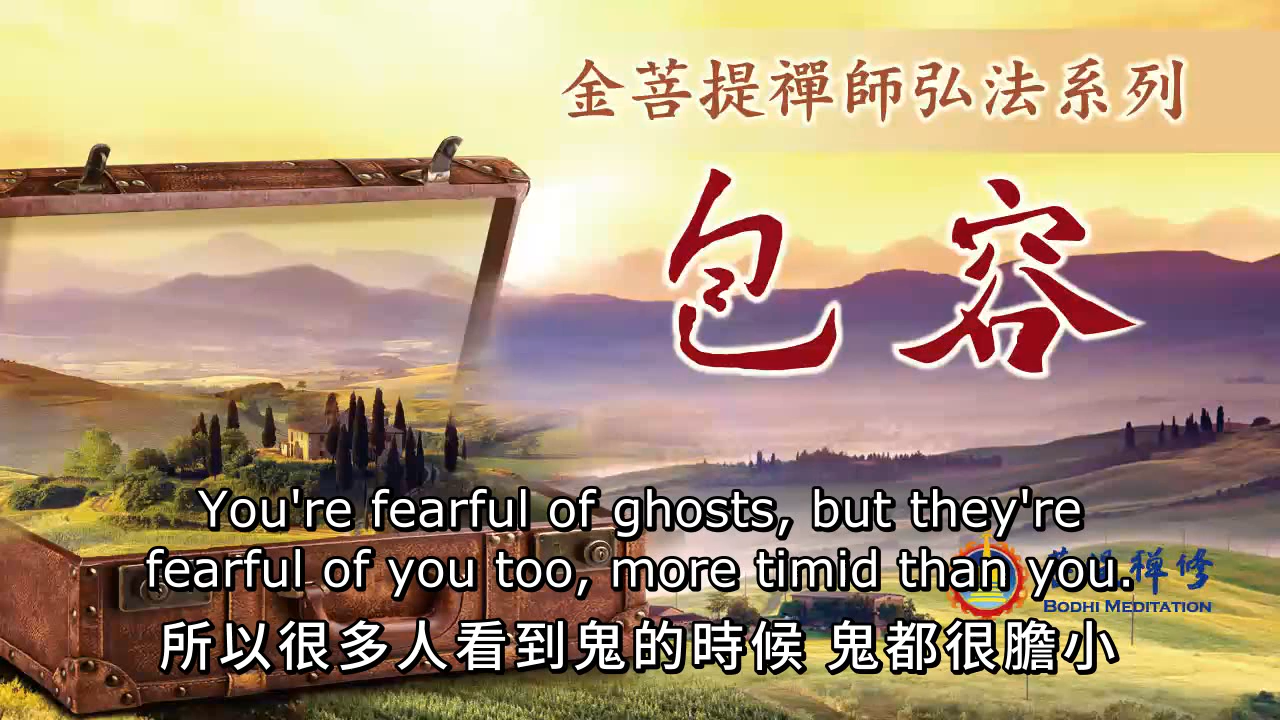 金菩提禪師弘法系列
包容
You're fearful of ghosts, but they're
fearful of you too, more timid than you.
禪修
BODHI MEDITATION
所以很多人看到鬼的時候 鬼都很膽小